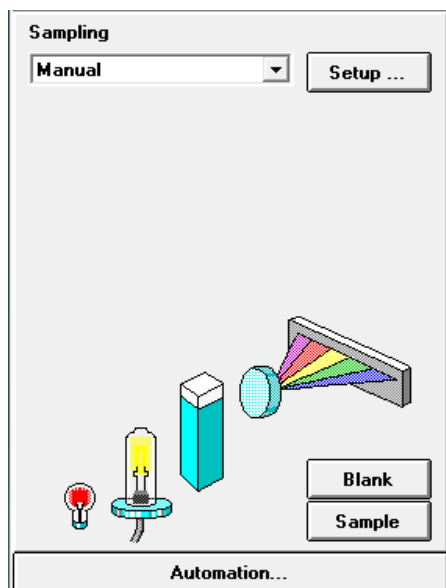 Sampling
Manual
Setup ...
Blank
Sample
Automation...